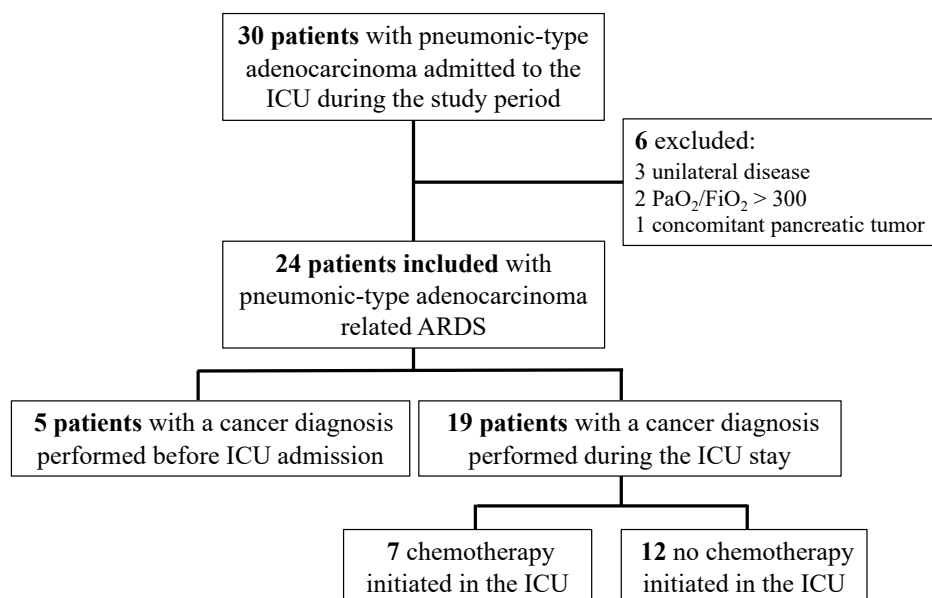 30 patients with pneumonic-type
adenocarcinoma admitted to the
ICU during the study period
6 excluded:
3 unilateral disease
2 PaO₂/FiO₂ > 300
1 concomitant pancreatic tumor
24 patients included with
pneumonic-type adenocarcinoma
related ARDS
5 patients with a cancer diagnosis
performed before ICU admission
19 patients with a cancer diagnosis
performed during the ICU stay
7 chemotherapy
initiated in the ICU
12 no chemotherapy
initiated in the ICU